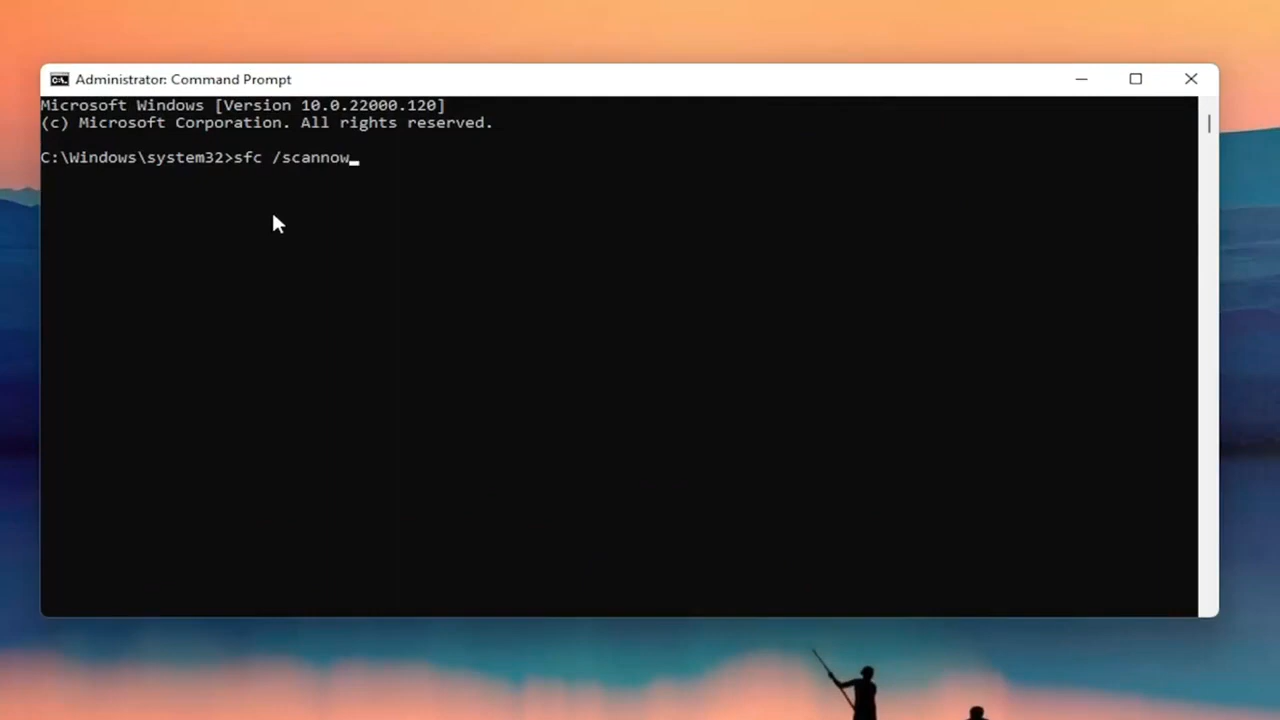 Administrator: Command Prompt
Microsoft Windows [Version 10.0.22000.120]
(c) Microsoft Corporation. All rights reserved.
C:\Windows\system32>sfc /scannow